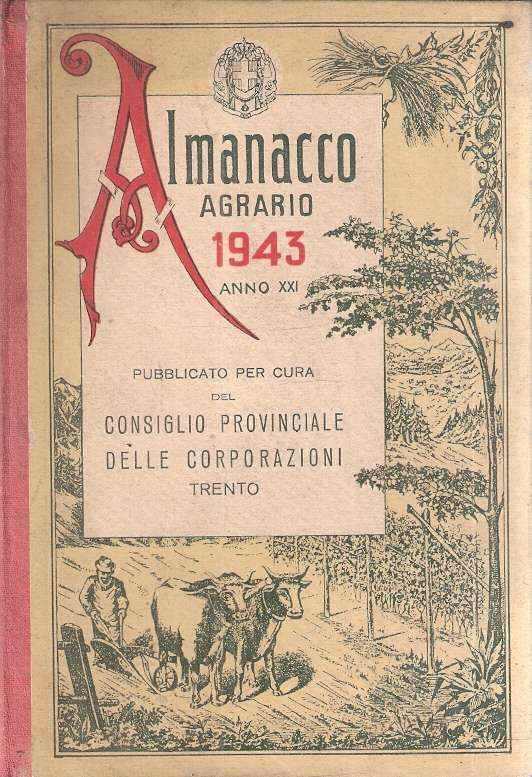 Almanacco
AGRARIO
1943
ANNO XXI
PUBBLICATO PER CURA
DEL
CONSIGLIO PROVINCIALE
DELLE CORPORAZIONI
TRENTO